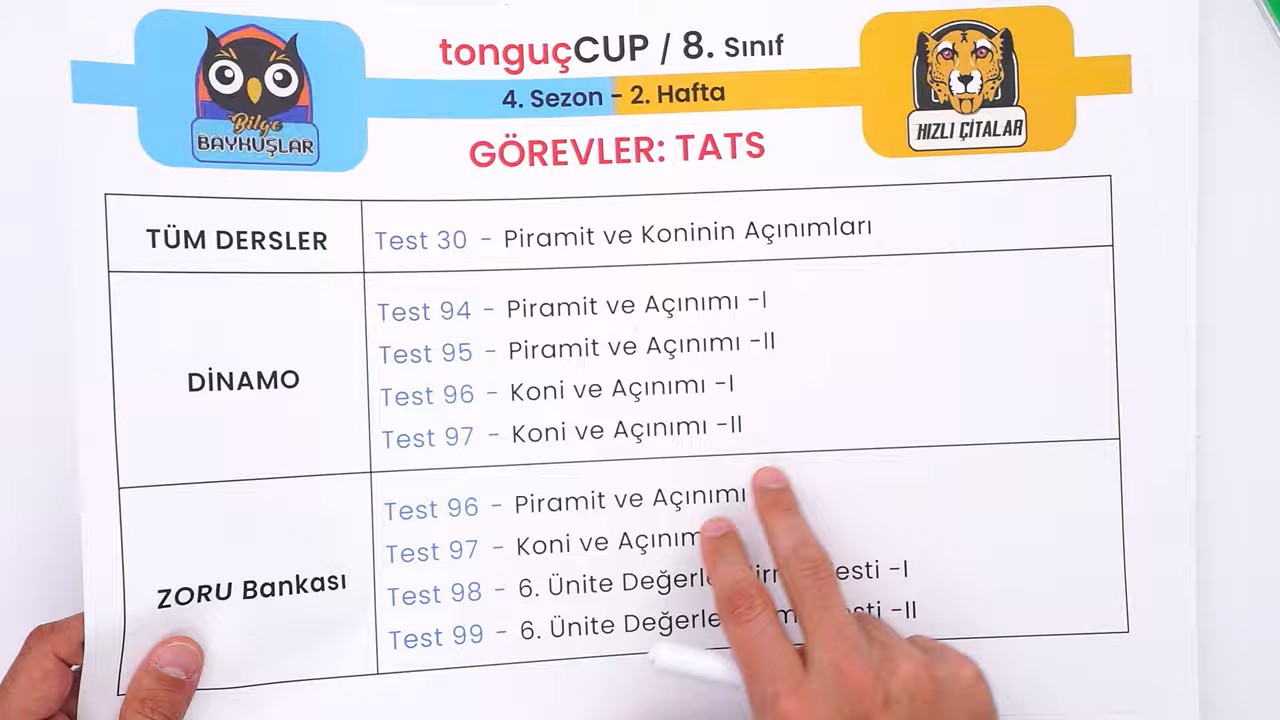 tonguçCUP / 8. Sınıf
4. Sezon - 2. Hafta
GÖREVLER: TATS
Bilge
BAYKUŞLAR
HIZLI ÇİTALAR
TÜM DERSLER
Test 30 - Piramit ve Koninin Açınımları
DİNAMO
Test 94 - Piramit ve Açınımı -I
Test 95 - Piramit ve Açınımı -II
Test 96 - Koni ve Açınımı -I
Test 97 - Koni ve Açınımı -II
ZORU Bankası
Test 96 - Piramit ve Açınımı
Test 97 - Koni ve
Test 98 - 6. Ünite -I
Test 99 - 6. Ünite -II